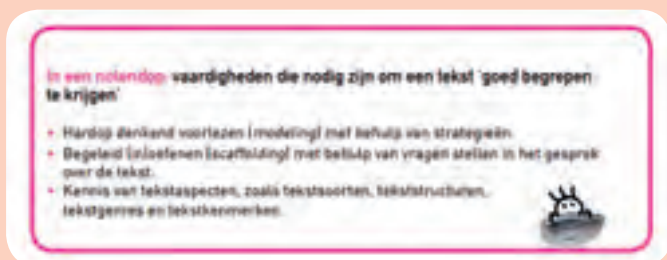 In een notendop: vaardigheden die nodig zijn om een tekst 'goed begrepen
te krijgen'
• Hardop denkend voorlezen (modeling) met behulp van strategieën.
• Begeleid (in)oefenen (scaffolding) met behulp van vragen stellen in het gesprek
over de tekst.
• Kennis van tekstaspecten, zoals tekstsoorten, tekststructuren,
tekstgenres en tekstkenmerken.